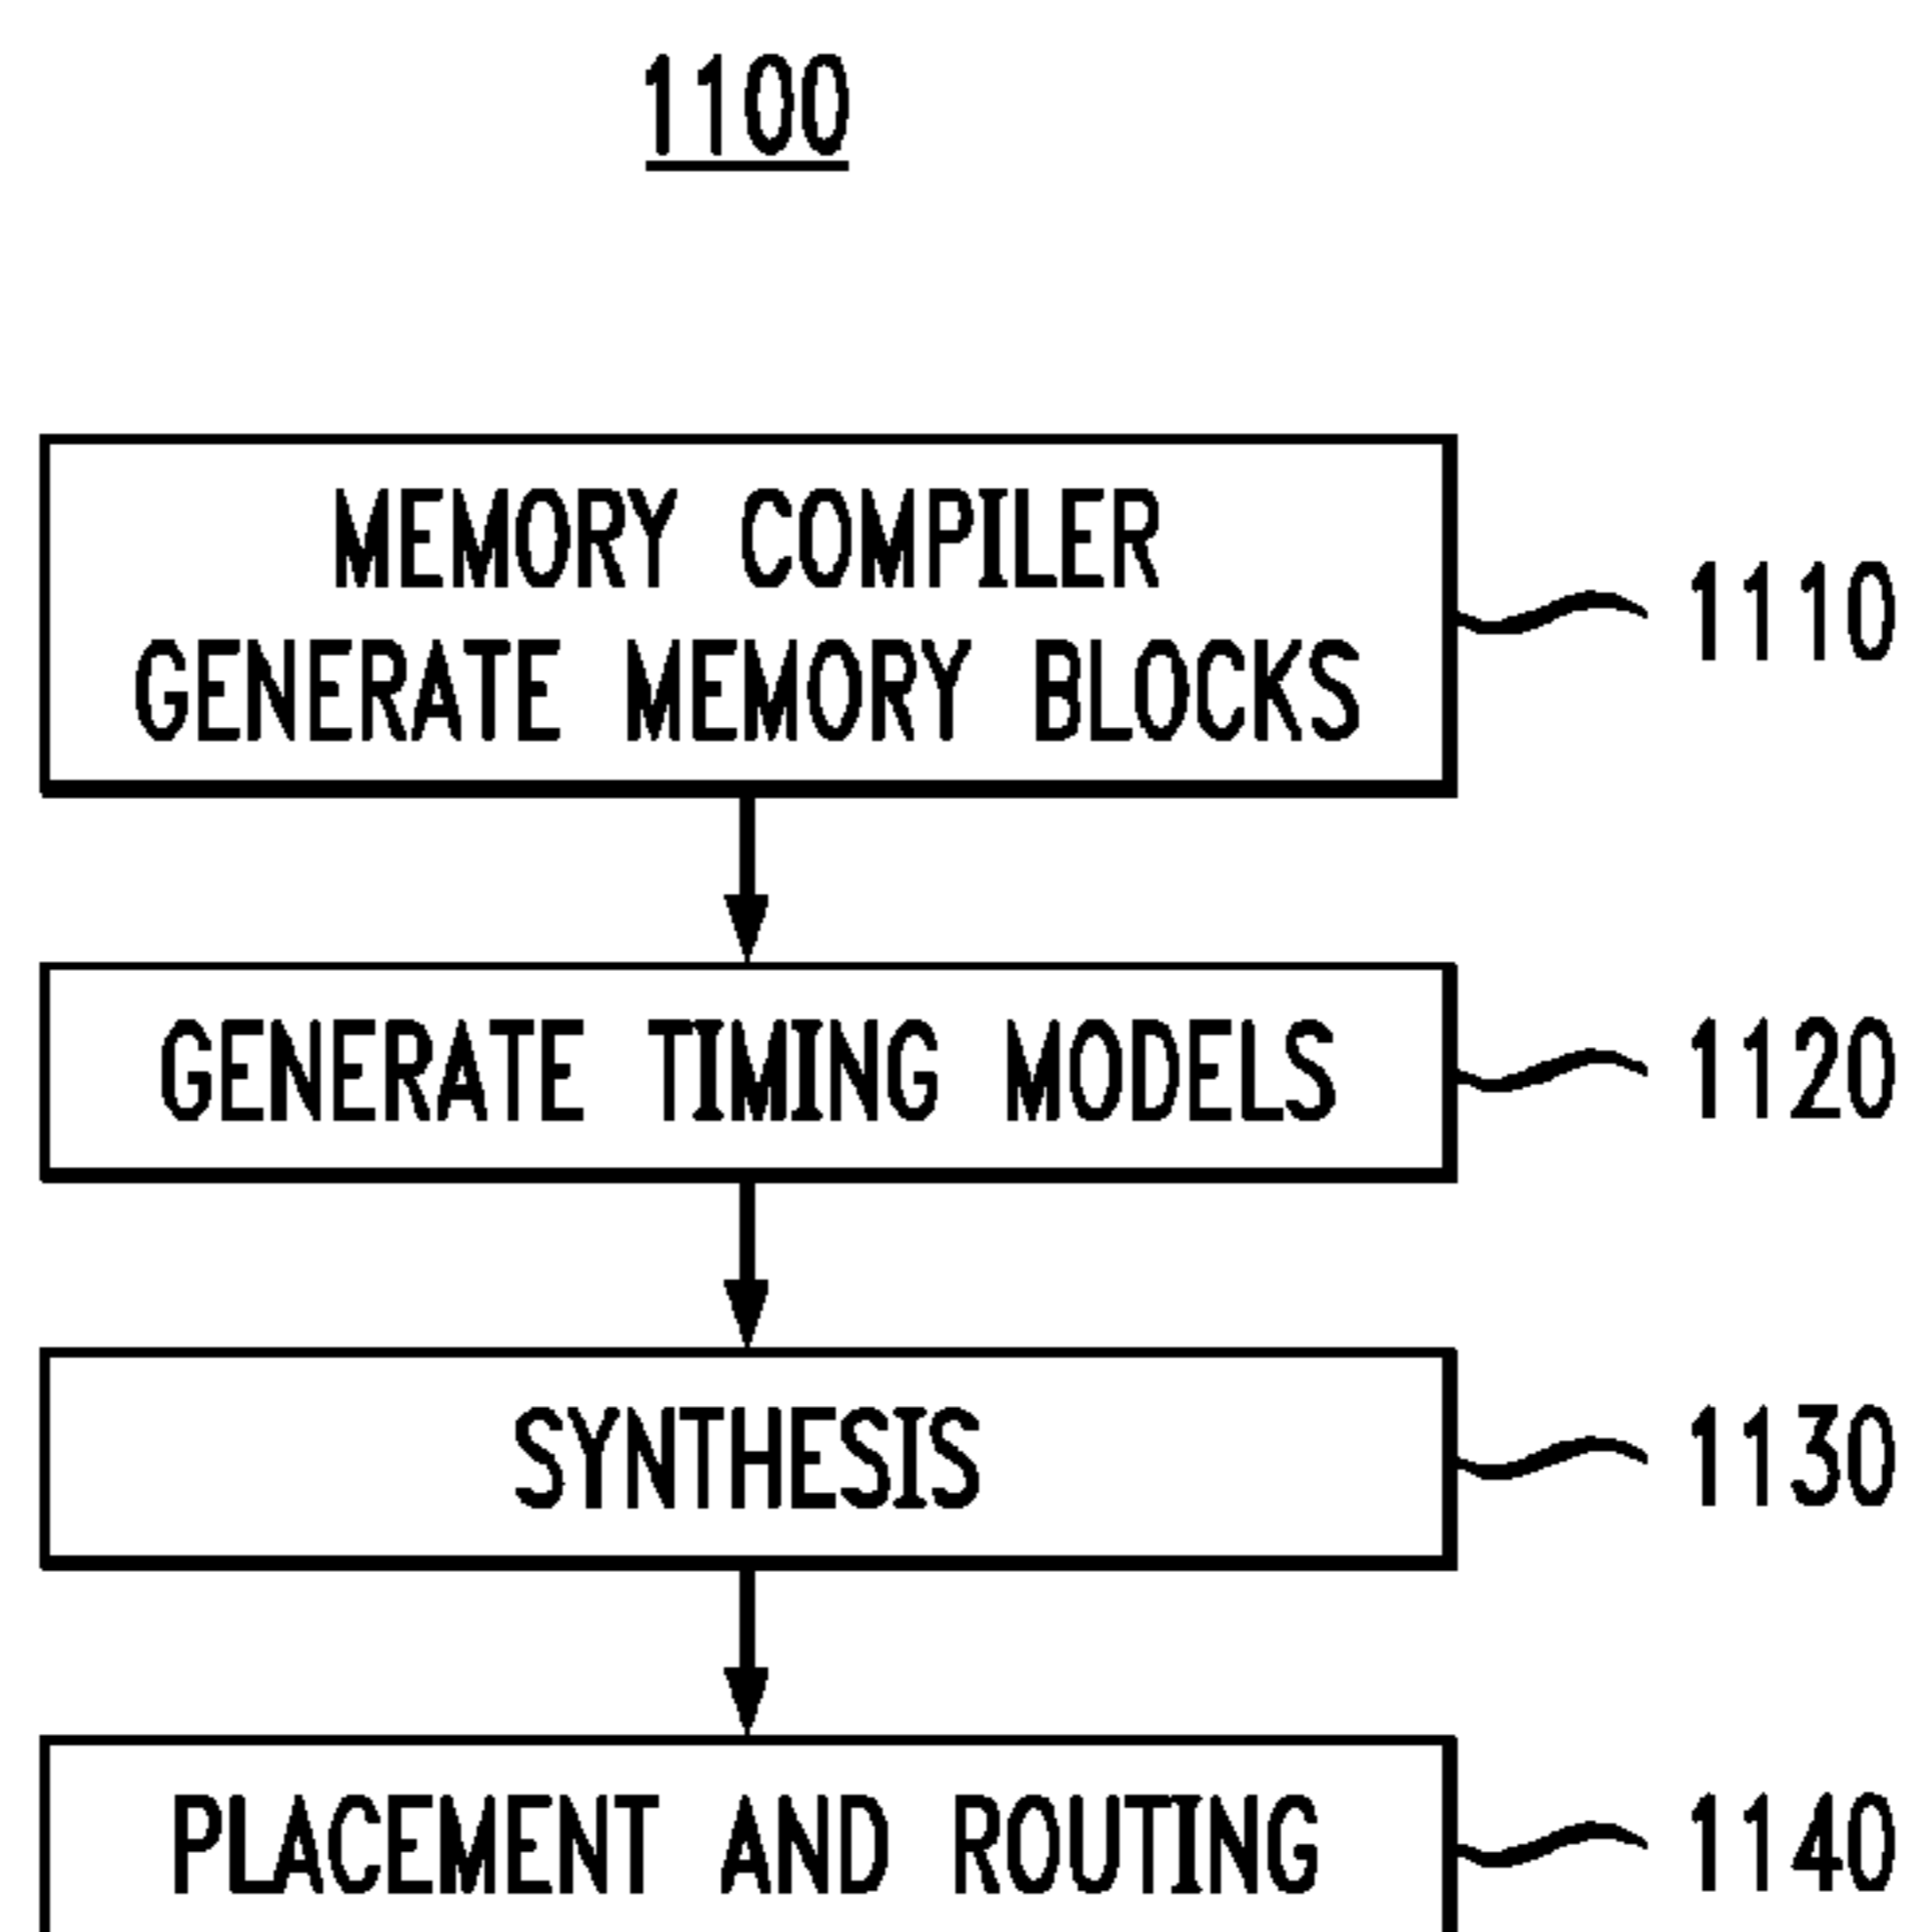 1100
MEMORY COMPILER
GENERATE MEMORY BLOCKS
1110
GENERATE TIMING MODELS
1120
SYNTHESIS
1130
PLACEMENT AND ROUTING
1140